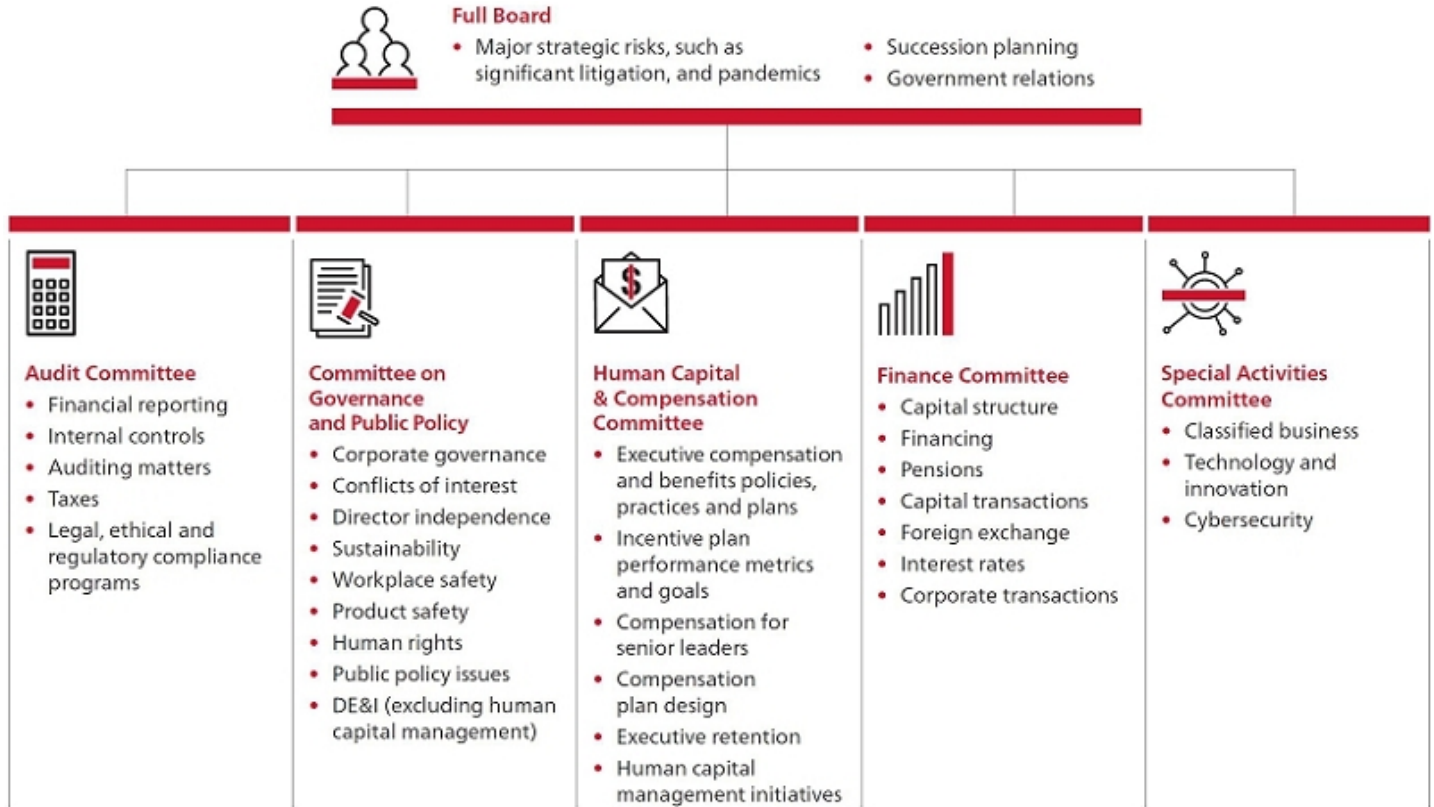 Full Board
• Major strategic risks, such as
significant litigation, and pandemics
• Succession planning
• Government relations
Audit Committee
• Financial reporting
• Internal controls
• Auditing matters
• Taxes
• Legal, ethical and
regulatory compliance
programs
Committee on
Governance
and Public Policy
• Corporate governance
• Conflicts of interest
• Director independence
• Sustainability
• Workplace safety
• Product safety
• Human rights
• Public policy issues
• DE&I (excluding human
capital management)
Human Capital
& Compensation
Committee
• Executive compensation
and benefits policies,
practices and plans
• Incentive plan
performance metrics
and goals
• Compensation for
senior leaders
• Compensation
plan design
• Executive retention
• Human capital
management initiatives
Finance Committee
• Capital structure
• Financing
• Pensions
• Capital transactions
• Foreign exchange
• Interest rates
• Corporate transactions
Special Activities
Committee
• Classified business
• Technology and
innovation
• Cybersecurity